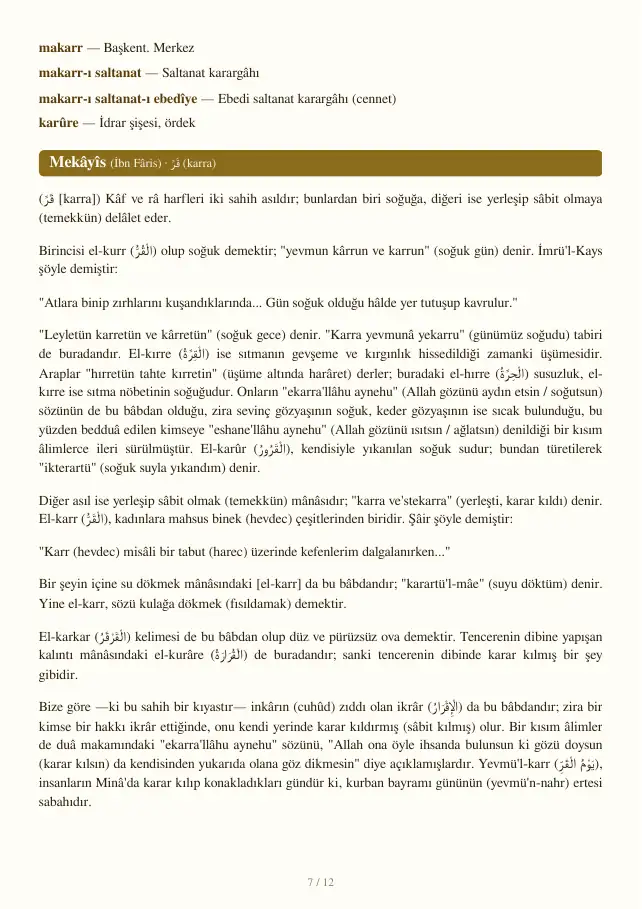 makarr — Başkent. Merkez
makarr-ı saltanat — Saltanat karargâhı
makarr-ı saltanat-ı ebedîye — Ebedi saltanat karargâhı (cennet)
karûre — İdrar şişesi, ördek
Mekâyîs (İbn Fâris) · قَرَّ (karra)
(قَرَّ [karra]) Kâf ve râ harfleri iki sahih asıldır; bunlardan biri soğuğa, diğeri ise yerleşip sâbit olmaya
(temekkün) delâlet eder.
Birincisi el-kurr (الْقُرُّ) olup soğuk demektir; "yevmun kârrun ve karrun" (soğuk gün) denir. İmrü'l-Kays
şöyle demiştir:
"Atlara binip zırhlarını kuşandıklarında... Gün soğuk olduğu hâlde yer tutuşup kavrulur."
"Leyletün karretün ve kârretün" (soğuk gece) denir. "Karra yevmunâ yekarru" (günümüz soğudu) tabiri
de buradandır. El-kırre (الْقِرَّةُ) ise sıtmanın gevşeme ve kırgınlık hissedildiği zamanki üşümesidir.
Araplar "hırretün tahte kırretin" (üşüme altında harâret) derler; buradaki el-hırre (الْحِرَّةُ) susuzluk, el-
kırre ise sıtma nöbetinin soğuğudur. Onların "ekarra'llâhu aynehu" (Allah gözünü aydın etsin / soğutsun)
sözünün de bu bâbdan olduğu, zira sevinç gözyaşının soğuk, keder gözyaşının ise sıcak bulunduğu, bu
yüzden bedduâ edilen kimseye "eshane'llâhu aynehu" (Allah gözünü ısıtsın / ağlatsın) denildiği bir kısım
âlimlerce ileri sürülmüştür. El-karûr (الْقَرُورُ), kendisiyle yıkanılan soğuk sudur; bundan türetilerek
"ikterartü" (soğuk suyla yıkandım) denir.
Diğer asıl ise yerleşip sâbit olmak (temekkün) mânâsıdır; "karra ve'stekarra" (yerleşti, karar kıldı) denir.
El-karr (الْقَرُّ), kadınlara mahsus binek (hevdec) çeşitlerinden biridir. Şâir şöyle demiştir:
"Karr (hevdec) misâli bir tabut (harec) üzerinde kefenlerim dalgalanırken..."
Bir şeyin içine su dökmek mânâsındaki [el-karr] da bu bâbdandır; "karartü'l-mâe" (suyu döktüm) denir.
Yine el-karr, sözü kulağa dökmek (fısıldamak) demektir.
El-karkar (الْقَرْقَرُ) kelimesi de bu bâbdan olup düz ve pürüzsüz ova demektir. Tencerenin dibine yapışan
kalıntı mânâsındaki el-kurâre (الْقُرَارَةُ) de buradandır; sanki tencerenin dibinde karar kılmış bir şey
gibidir.
Bize göre —ki bu sahih bir kıyastır— inkârın (cuhûd) zıddı olan ikrâr (الْإِقْرَارُ) da bu bâbdandır; zira bir
kimse bir hakkı ikrâr ettiğinde, onu kendi yerinde karar kıldırmış (sâbit kılmış) olur. Bir kısım âlimler
de duâ makamındaki "ekarra'llâhu aynehu" sözünü, "Allah ona öyle ihsanda bulunsun ki gözü doysun
(karar kılsın) da kendisinden yukarıda olana göz dikmesin" diye açıklamışlardır. Yevmü'l-karr (يَوْمُ الْقَرِّ),
insanların Minâ'da karar kılıp konakladıkları gündür ki, kurban bayramı gününün (yevmü'n-nahr) ertesi
sabahıdır.
7 / 12